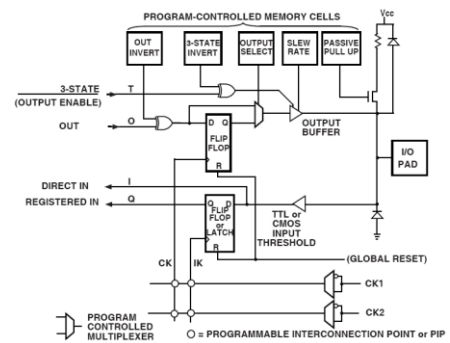 PROGRAM-CONTROLLED MEMORY CELLS
Vcc
OUT INVERT
3-STATE INVERT
OUTPUT SELECT
SLEW RATE
PASSIVE PULL UP
3-STATE
(OUTPUT ENABLE)
T
OUT
O
D Q
FLIP
FLOP
R
OUTPUT
BUFFER
I/O
PAD
DIRECT IN
I
REGISTERED IN
Q
Q D
FLIP
FLOP
or
LATCH
R
TTL or
CMOS
INPUT
THRESHOLD
CK
IK
(GLOBAL RESET)
CK1
CK2
PROGRAM
CONTROLLED
MULTIPLEXER
O = PROGRAMMABLE INTERCONNECTION POINT or PIP